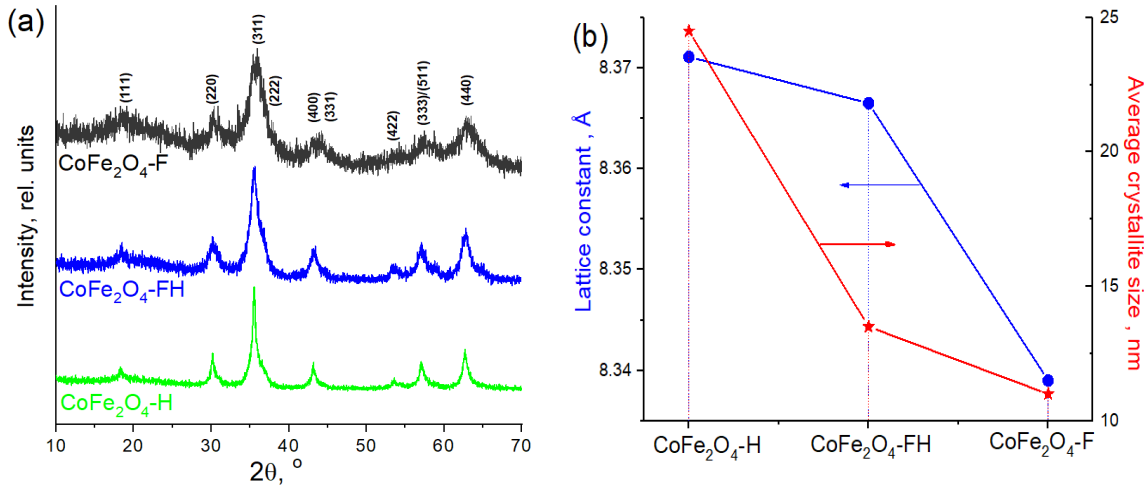 (a)
Intensity, rel. units
(111)
(220)
(311)
(222)
(400)
(331)
(422)
(333)/(511)
(440)
CoFe₂O₄-F
CoFe₂O₄-FH
CoFe₂O₄-H
10 20 30 40 50 60 70
2θ, °
(b)
Lattice constant , Å
8.37
8.36
8.35
8.34
25
20
15
10
Average crystallite size , nm
CoFe₂O₄-H CoFe₂O₄-FH CoFe₂O₄-F